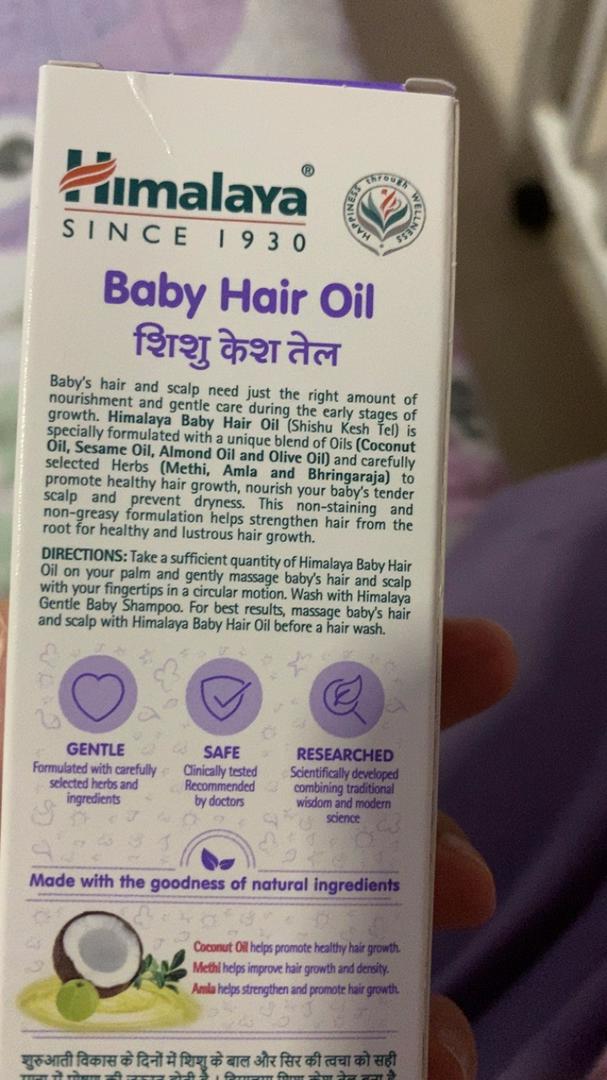 Himalaya®
SINCE 1930
HAPPINESS through WELLNESS
Baby Hair Oil
शिशु केश तेल
Baby's hair and scalp need just the right amount of
nourishment and gentle care during the early stages of
growth. Himalaya Baby Hair Oil (Shishu Kesh Tel) is
specially formulated with a unique blend of Oils (Coconut
Oil, Sesame Oil, Almond Oil and Olive Oil) and carefully
selected Herbs (Methi, Amla and Bhringaraja) to
promote healthy hair growth, nourish your baby's tender
scalp and prevent dryness. This non-staining and
non-greasy formulation helps strengthen hair from the
root for healthy and lustrous hair growth.
DIRECTIONS: Take a sufficient quantity of Himalaya Baby Hair
Oil on your palm and gently massage baby's hair and scalp
with your fingertips in a circular motion. Wash with Himalaya
Gentle Baby Shampoo. For best results, massage baby's hair
and scalp with Himalaya Baby Hair Oil before a hair wash.
GENTLE
Formulated with carefully
selected herbs and
ingredients
SAFE
Clinically tested
Recommended
by doctors
RESEARCHED
Scientifically developed
combining traditional
wisdom and modern
science
Made with the goodness of natural ingredients
Coconut Oil helps promote healthy hair growth.
Methi helps improve hair growth and density.
Amla helps strengthen and promote hair growth.
शुरुआती विकास के दिनों में शिशु के बाल और सिर की त्वचा को सही